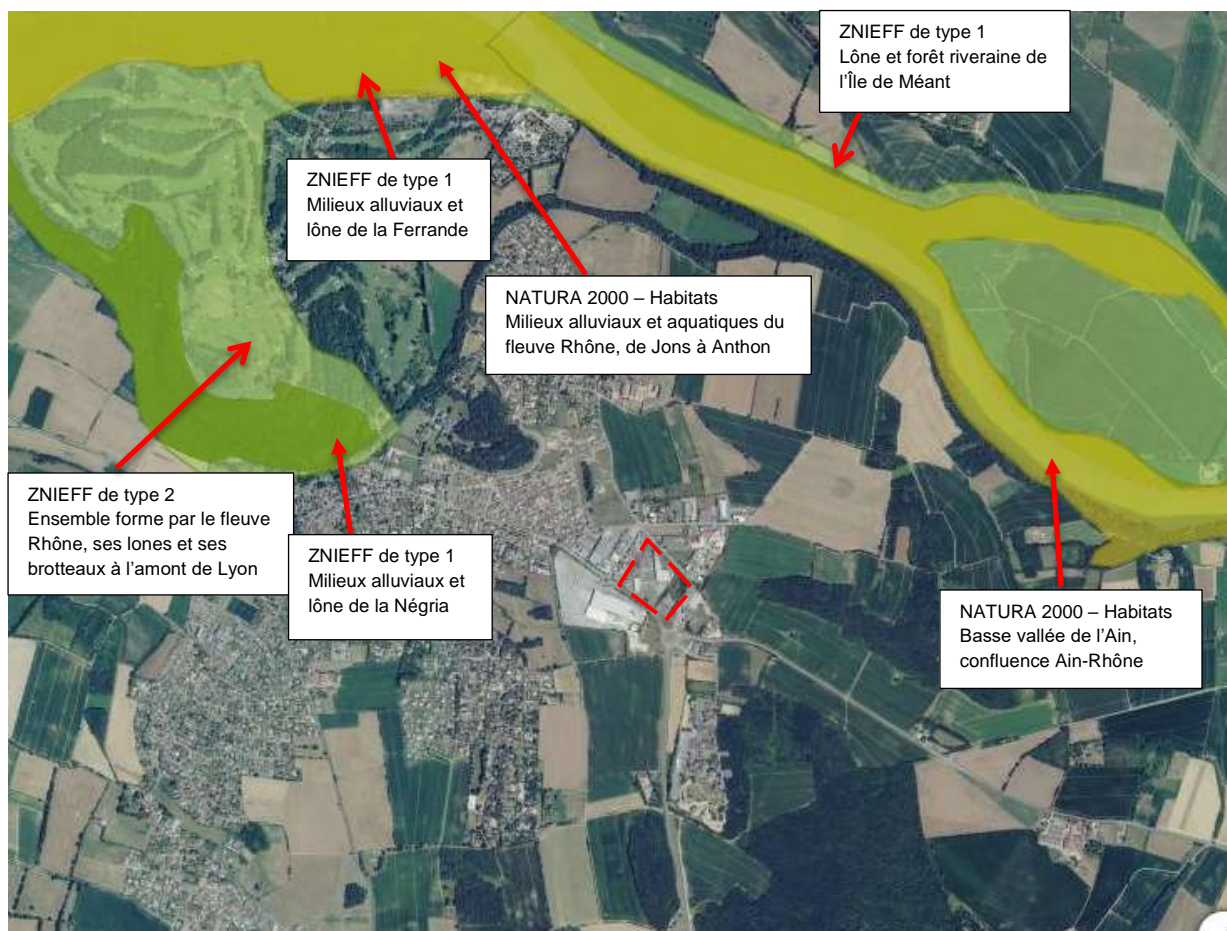 ZNIEFF de type 1
Lône et forêt riveraine de
l’Île de Méant
ZNIEFF de type 1
Milieux alluviaux et
lône de la Ferrande
NATURA 2000 – Habitats
Milieux alluviaux et aquatiques du
fleuve Rhône, de Jons à Anthon
ZNIEFF de type 2
Ensemble forme par le fleuve
Rhône, ses lones et ses
brotteaux à l’amont de Lyon
ZNIEFF de type 1
Milieux alluviaux et
lône de la Négria
NATURA 2000 – Habitats
Basse vallée de l’Ain,
confluence Ain-Rhône